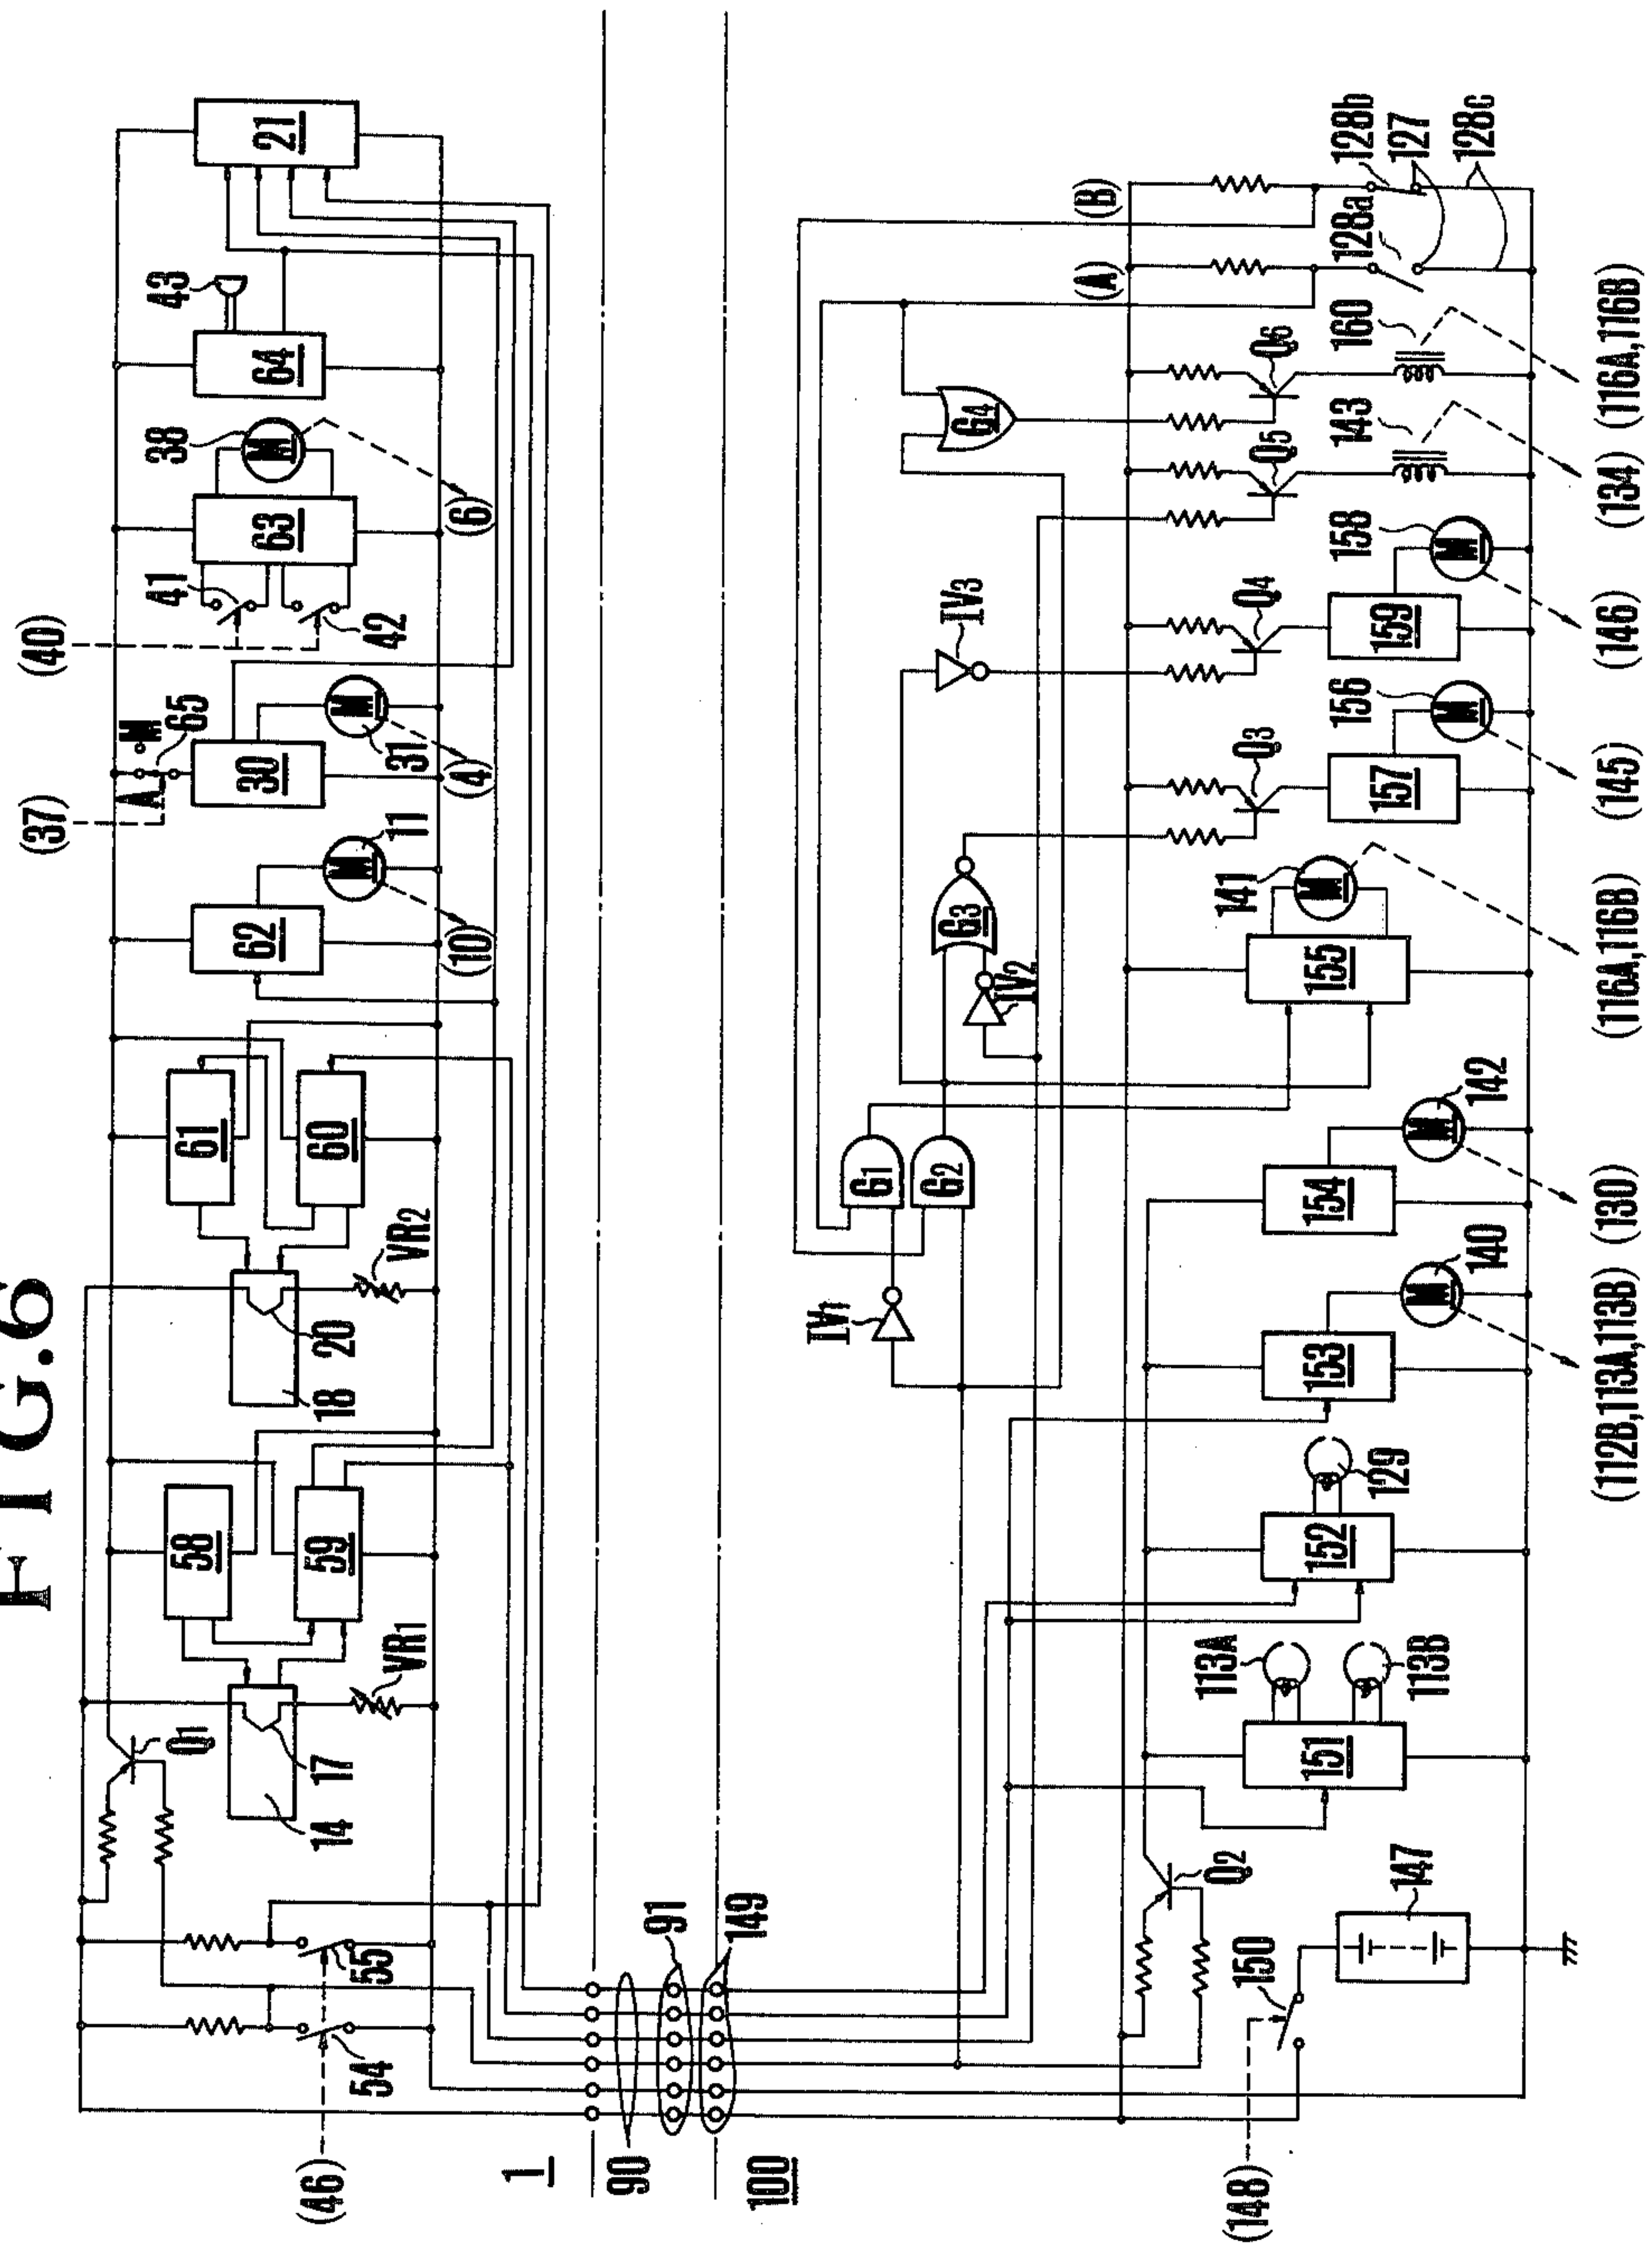 FIG.6
(46)
54
55
Q1
14
17
VR1
58
59
18
20
VR2
61
60
62
11
(10)
(37)
A
M
65
30
M
31
(4)
(40)
41
42
63
M
38
(6)
64
43
21
1
90
91
149
100
IV1
G1
G2
IV2
G3
IV3
G4
(A)
(B)
(148)
150
147
Q2
151
113A
113B
152
129
153
M
140
(112B,113A,113B)
154
M
142
(130)
155
M
141
(116A,116B)
Q3
157
M
156
(145)
Q4
159
M
158
(146)
Q5
143
(134)
Q6
160
(116A,116B)
128a
128b
127
128c
M